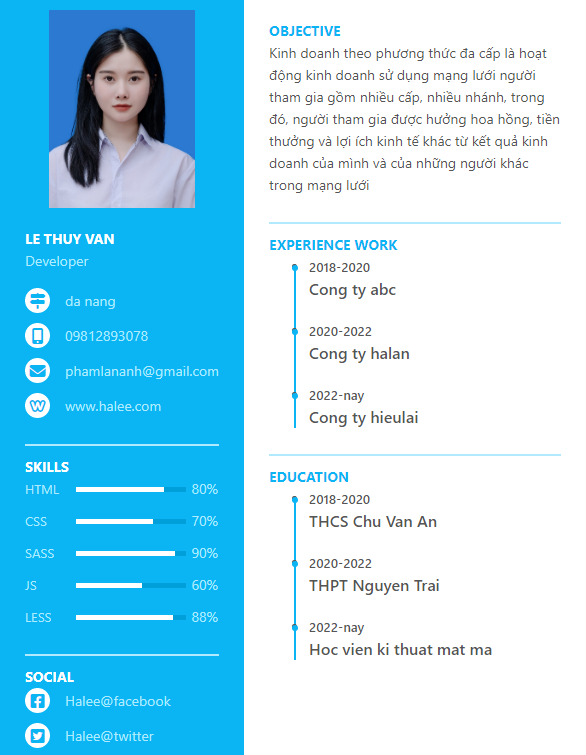 LE THUY VAN
Developer
da nang
09812893078
phamlananh@gmail.com
www.halee.com
SKILLS
HTML 80%
CSS 70%
SASS 90%
JS 60%
LESS 88%
SOCIAL
Halee@facebook
Halee@twitter
OBJECTIVE
Kinh doanh theo phương thức đa cấp là hoạt
động kinh doanh sử dụng mạng lưới người
tham gia gồm nhiều cấp, nhiều nhánh, trong
đó, người tham gia được hưởng hoa hồng, tiền
thưởng và lợi ích kinh tế khác từ kết quả kinh
doanh của mình và của những người khác
trong mạng lưới
EXPERIENCE WORK
2018-2020
Cong ty abc
2020-2022
Cong ty halan
2022-nay
Cong ty hieulai
EDUCATION
2018-2020
THCS Chu Van An
2020-2022
THPT Nguyen Trai
2022-nay
Hoc vien ki thuat mat ma